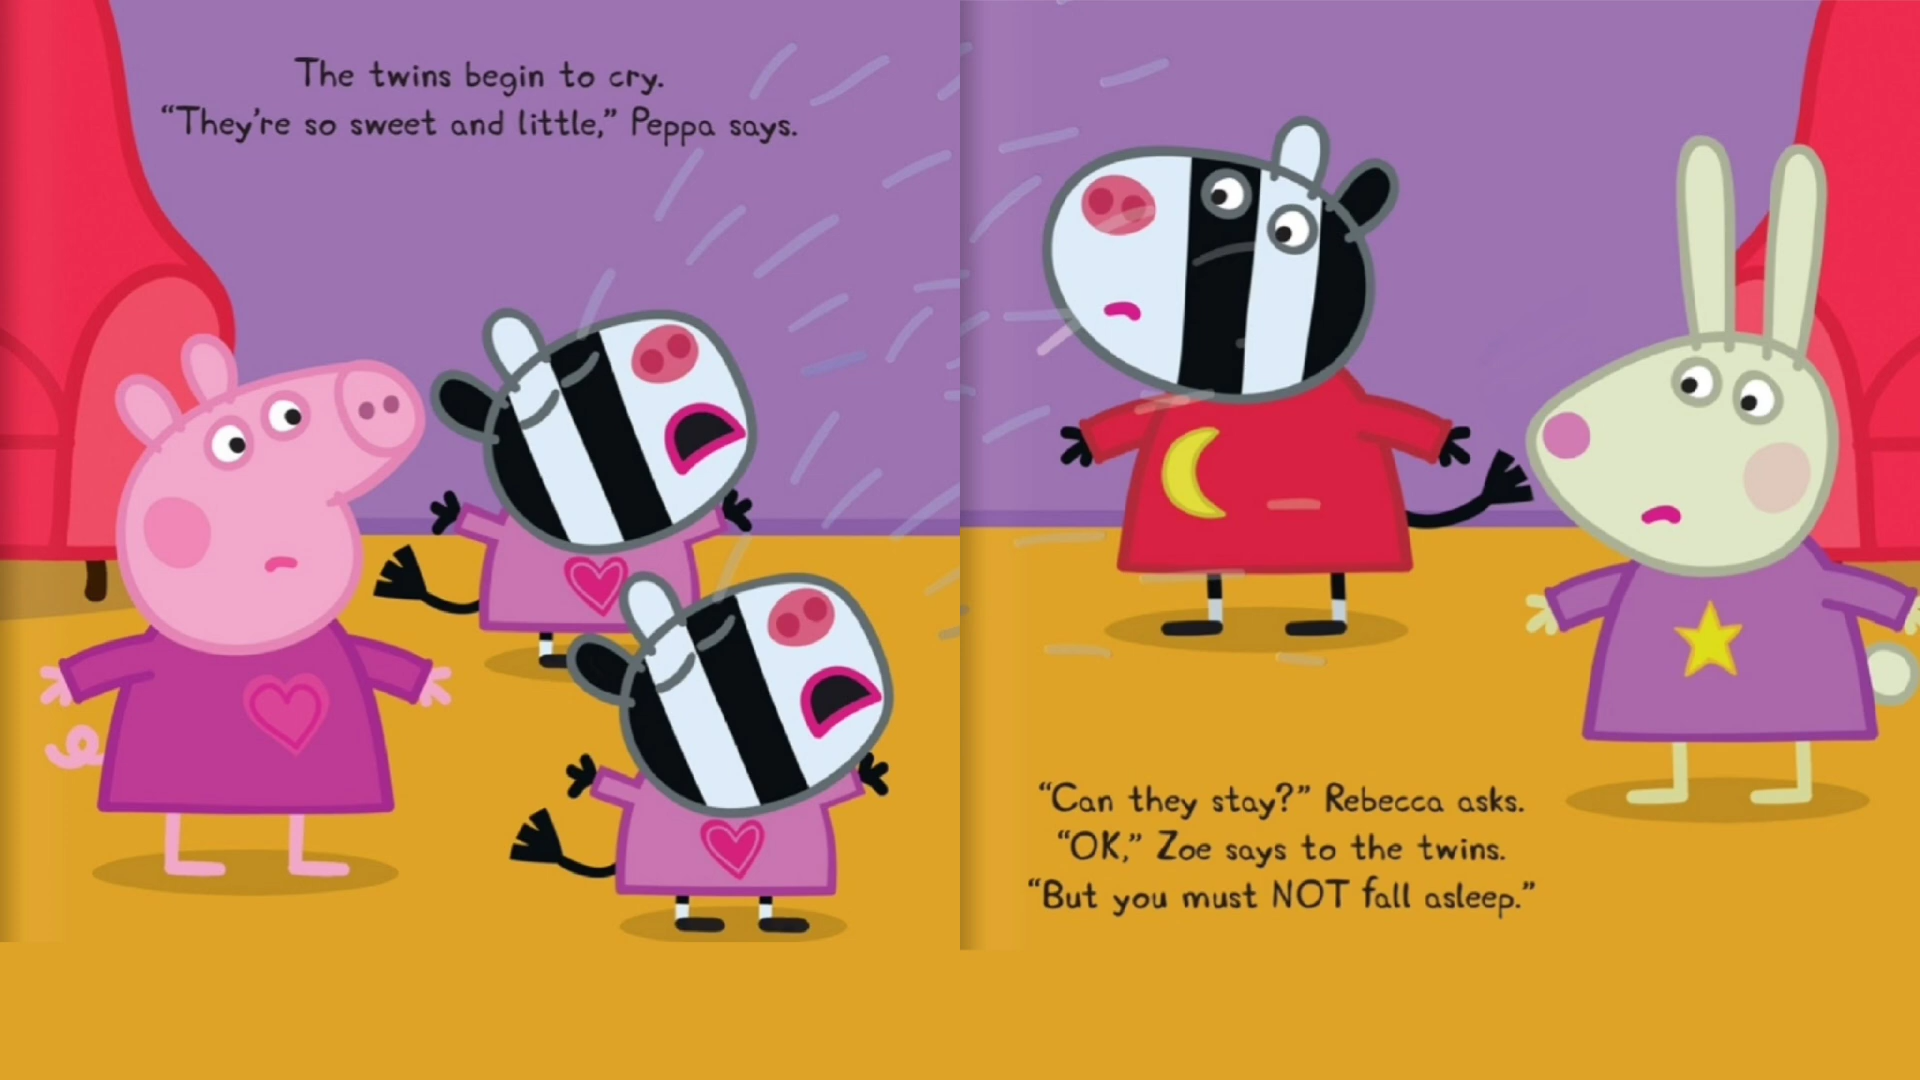 The twins begin to cry.
“They’re so sweet and little,” Peppa says.
“Can they stay?” Rebecca asks.
“OK,” Zoe says to the twins.
“But you must NOT fall asleep.”